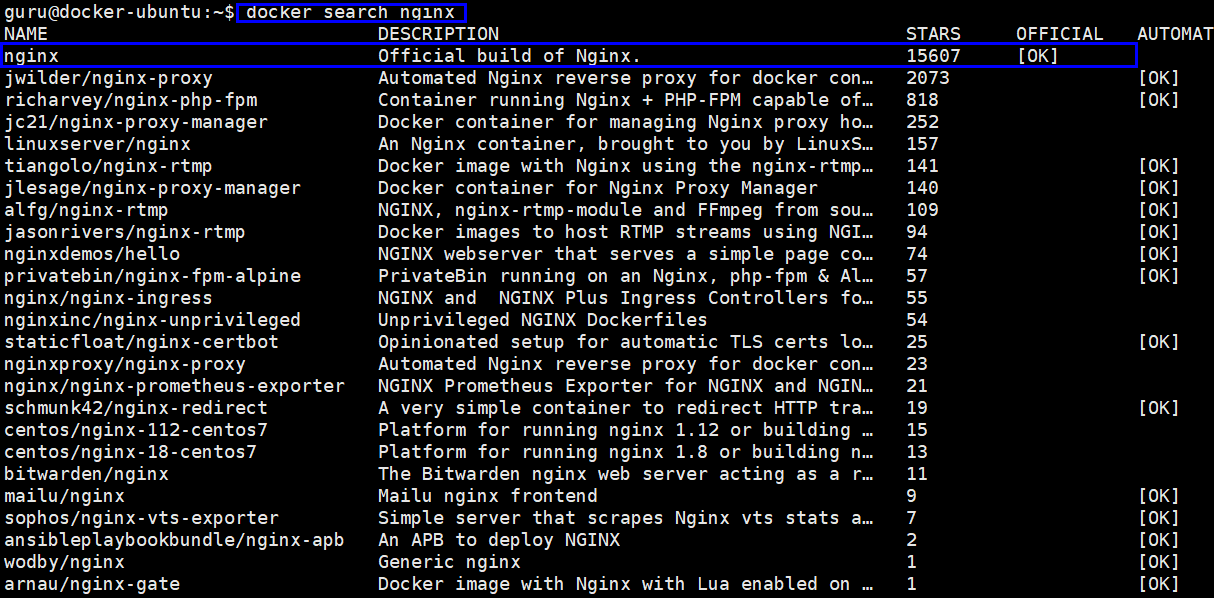 guru@docker-ubuntu:~$ docker search nginx
NAME DESCRIPTION STARS OFFICIAL AUTOMAT
nginx Official build of Nginx. 15607 [OK]
jwilder/nginx-proxy Automated Nginx reverse proxy for docker con… 2073 [OK]
richarvey/nginx-php-fpm Container running Nginx + PHP-FPM capable of… 818 [OK]
jc21/nginx-proxy-manager Docker container for managing Nginx proxy ho… 252
linuxserver/nginx An Nginx container, brought to you by LinuxS… 157
tiangolo/nginx-rtmp Docker image with Nginx using the nginx-rtmp… 141 [OK]
jlesage/nginx-proxy-manager Docker container for Nginx Proxy Manager 140 [OK]
alfg/nginx-rtmp NGINX, nginx-rtmp-module and FFmpeg from sou… 109 [OK]
jasonrivers/nginx-rtmp Docker images to host RTMP streams using NGI… 94 [OK]
nginxdemos/hello NGINX webserver that serves a simple page co… 74 [OK]
privatebin/nginx-fpm-alpine PrivateBin running on an Nginx, php-fpm & Al… 57 [OK]
nginx/nginx-ingress NGINX and  NGINX Plus Ingress Controllers fo… 55
nginxinc/nginx-unprivileged Unprivileged NGINX Dockerfiles 54
staticfloat/nginx-certbot Opinionated setup for automatic TLS certs lo… 25 [OK]
nginxproxy/nginx-proxy Automated Nginx reverse proxy for docker con… 23
nginx/nginx-prometheus-exporter NGINX Prometheus Exporter for NGINX and NGIN… 21
schmunk42/nginx-redirect A very simple container to redirect HTTP tra… 19 [OK]
centos/nginx-112-centos7 Platform for running nginx 1.12 or building … 15
centos/nginx-18-centos7 Platform for running nginx 1.8 or building n… 13
bitwarden/nginx The Bitwarden nginx web server acting as a r… 11
mailu/nginx Mailu nginx frontend 9 [OK]
sophos/nginx-vts-exporter Simple server that scrapes Nginx vts stats a… 7 [OK]
ansibleplaybookbundle/nginx-apb An APB to deploy NGINX 2 [OK]
wodby/nginx Generic nginx 1 [OK]
arnau/nginx-gate Docker image with Nginx with Lua enabled on … 1 [OK]